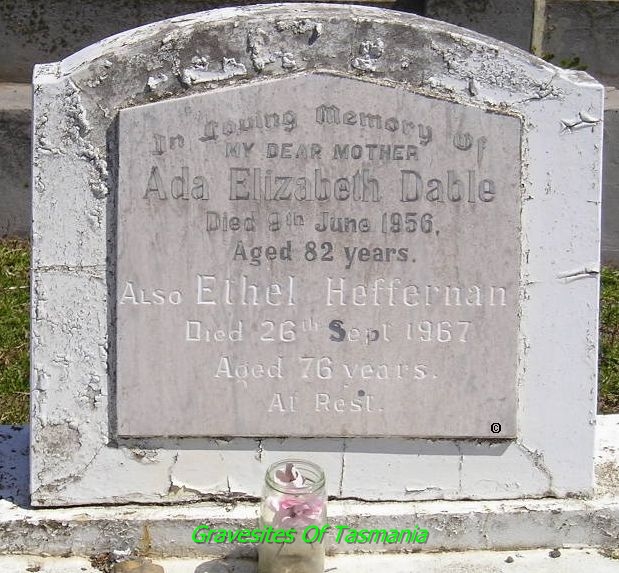 In Loving Memory Of
MY DEAR MOTHER
Ada Elizabeth Dable
Died 9th June 1956,
Aged 82 years.
ALSO Ethel Heffernan
Died 26th Sept 1967
Aged 76 years.
At Rest.
©
Gravesites Of Tasmania